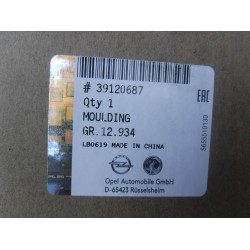 # 39120687
Qty 1
MOULDING
GR.12.934
LB0619 MADE IN CHINA
Opel Automobile GmbH
D-65423 Rüsselsheim
EAC